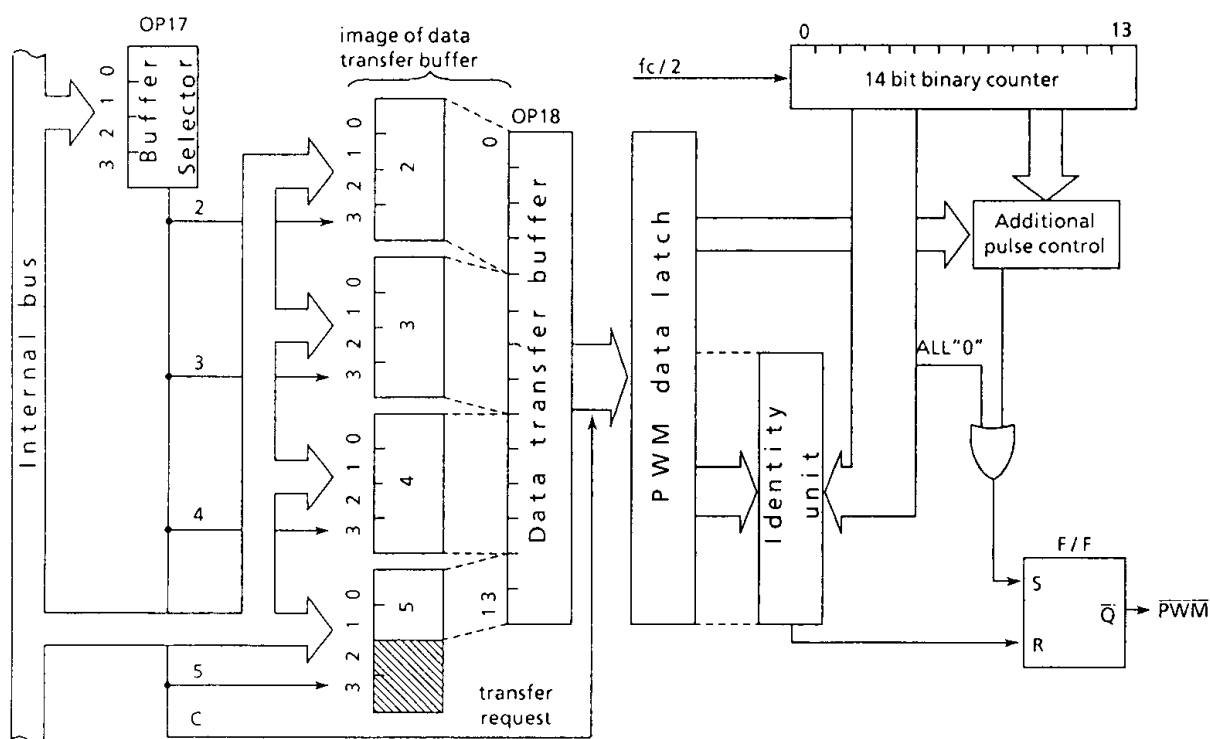 OP17
0 1 2 3
Buffer
Selector
image of data
transfer buffer
Internal bus
2
3
4
5
C
0 1 2 3
2
0 1 2 3
3
0 1 2 3
4
0 1 2 3
5
OP18
0
13
Data transfer buffer
transfer
request
PWM data latch
Identity
unit
fc/2
0
13
14 bit binary counter
Additional
pulse control
ALL"0"
F/F
S
R
Q̅
P̅W̅M̅